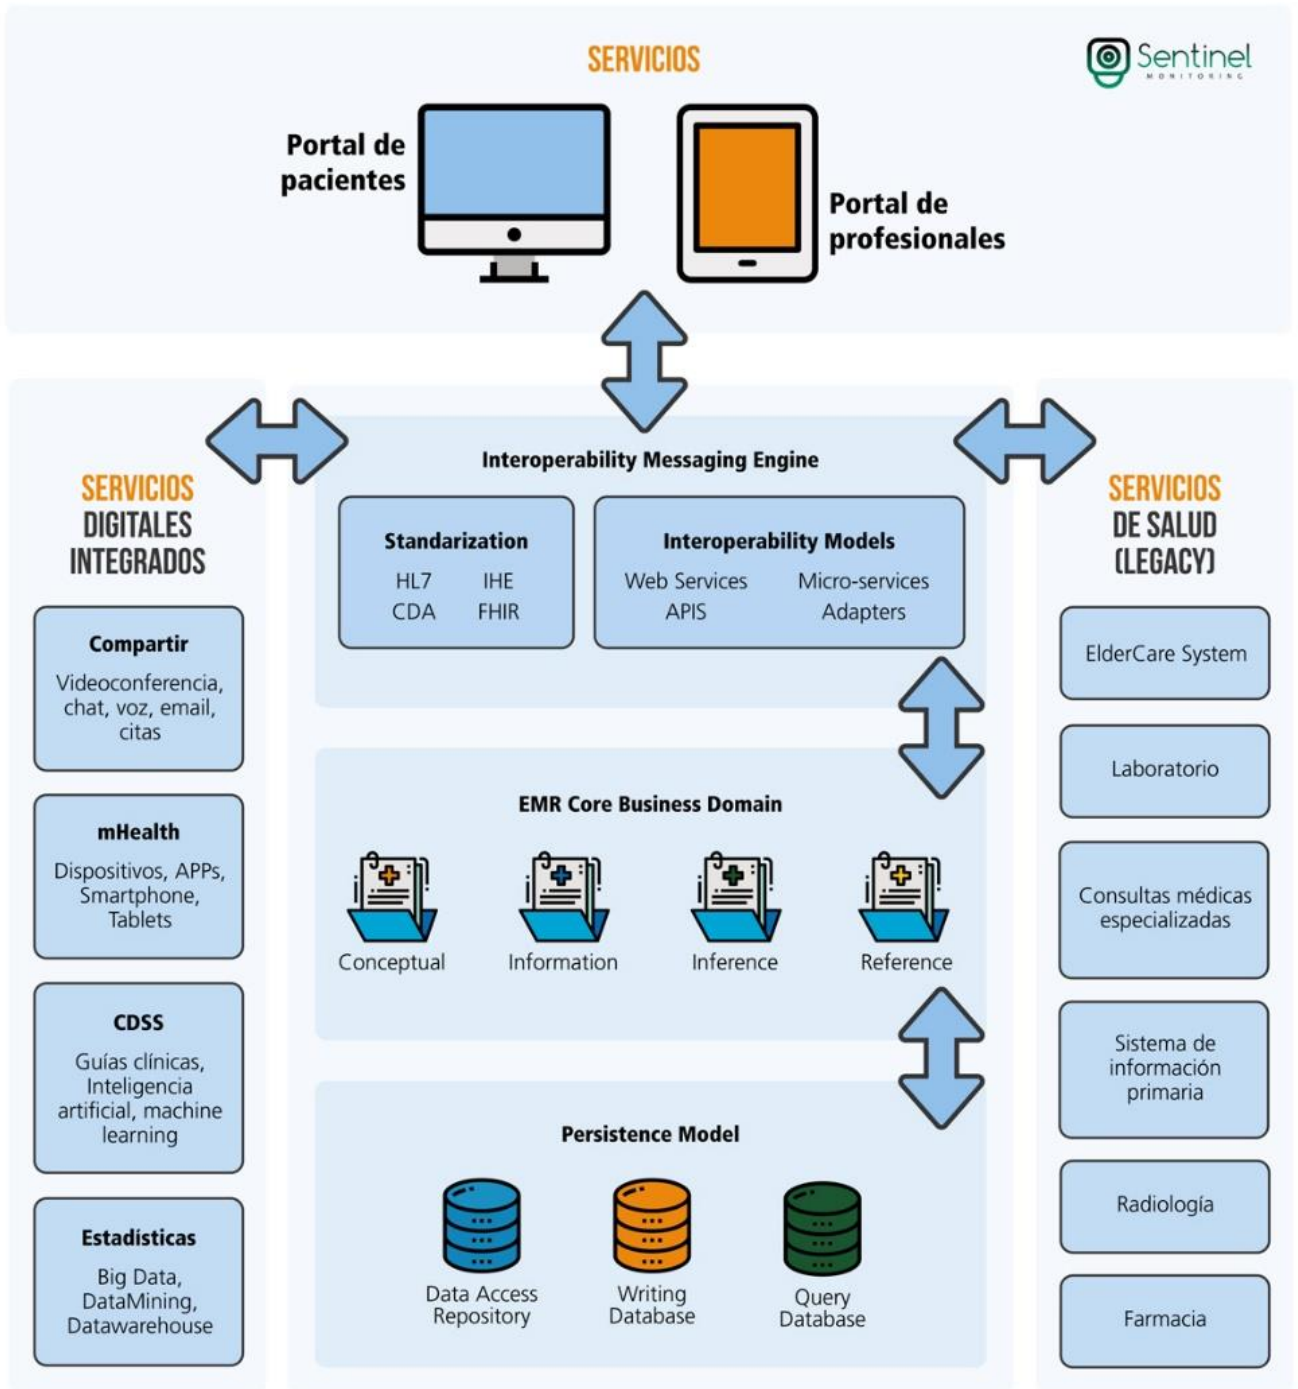 SERVICIOS
Sentinel
MONITORING
Portal de
pacientes
Portal de
profesionales
SERVICIOS
DIGITALES
INTEGRADOS
Compartir
Videoconferencia,
chat, voz, email,
citas
mHealth
Dispositivos, APPs,
Smartphone,
Tablets
CDSS
Guías clínicas,
Inteligencia
artificial, machine
learning
Estadísticas
Big Data,
DataMining,
Datawarehouse
Interoperability Messaging Engine
Standarization
HL7 IHE
CDA FHIR
Interoperability Models
Web Services Micro-services
APIS Adapters
EMR Core Business Domain
Conceptual
Information
Inference
Reference
Persistence Model
Data Access
Repository
Writing
Database
Query
Database
SERVICIOS
DE SALUD
(LEGACY)
ElderCare System
Laboratorio
Consultas médicas
especializadas
Sistema de
información
primaria
Radiología
Farmacia